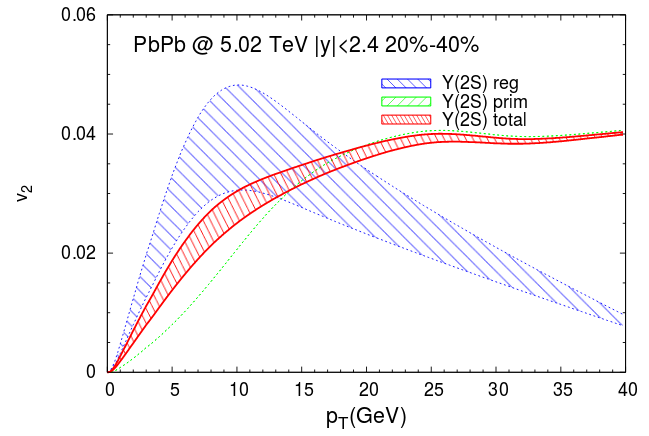 PbPb @ 5.02 TeV |y|<2.4 20%-40%
Υ(2S) reg
Υ(2S) prim
Υ(2S) total
v2
0.06
0.04
0.02
0
0 5 10 15 20 25 30 35 40
pT(GeV)